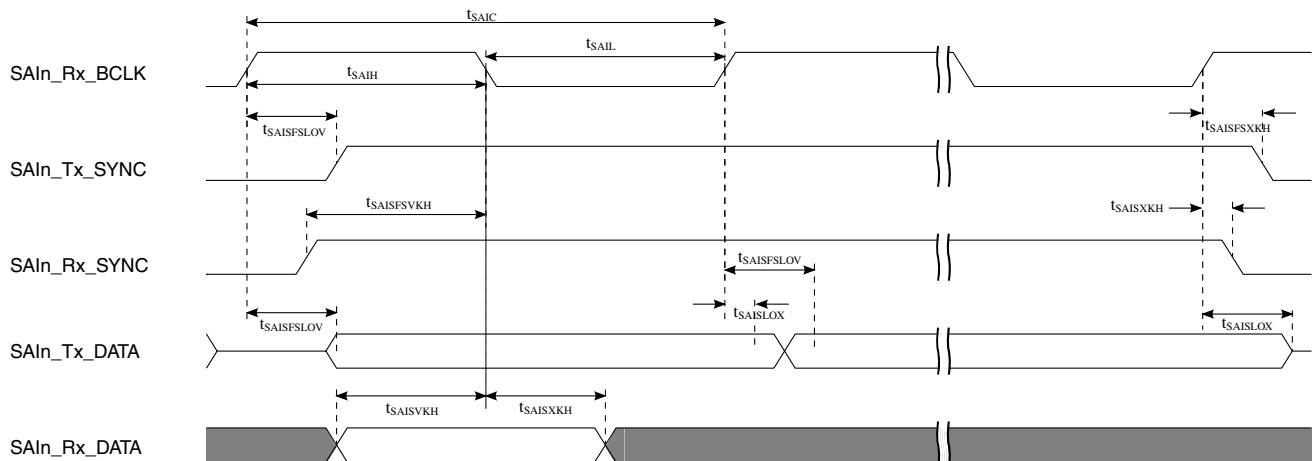 tSAIC
tSAIL
SAIn_Rx_BCLK
tSAIH
tSAISFSLOV
tSAISFSXKH
SAIn_Tx_SYNC
tSAISFSVKH
tSAISXKH
SAIn_Rx_SYNC
tSAISFSLOV
tSAISFSLOV
tSAISLOX
tSAISLOX
SAIn_Tx_DATA
tSAISVKH
tSAISXKH
SAIn_Rx_DATA